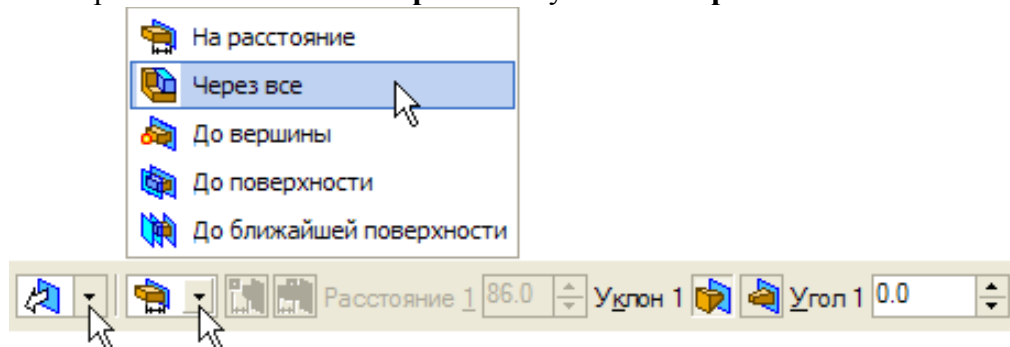 На расстояние
Через все
До вершины
До поверхности
До ближайшей поверхности
Расстояние 1 86.0 Уклон 1 Угол 1 0.0